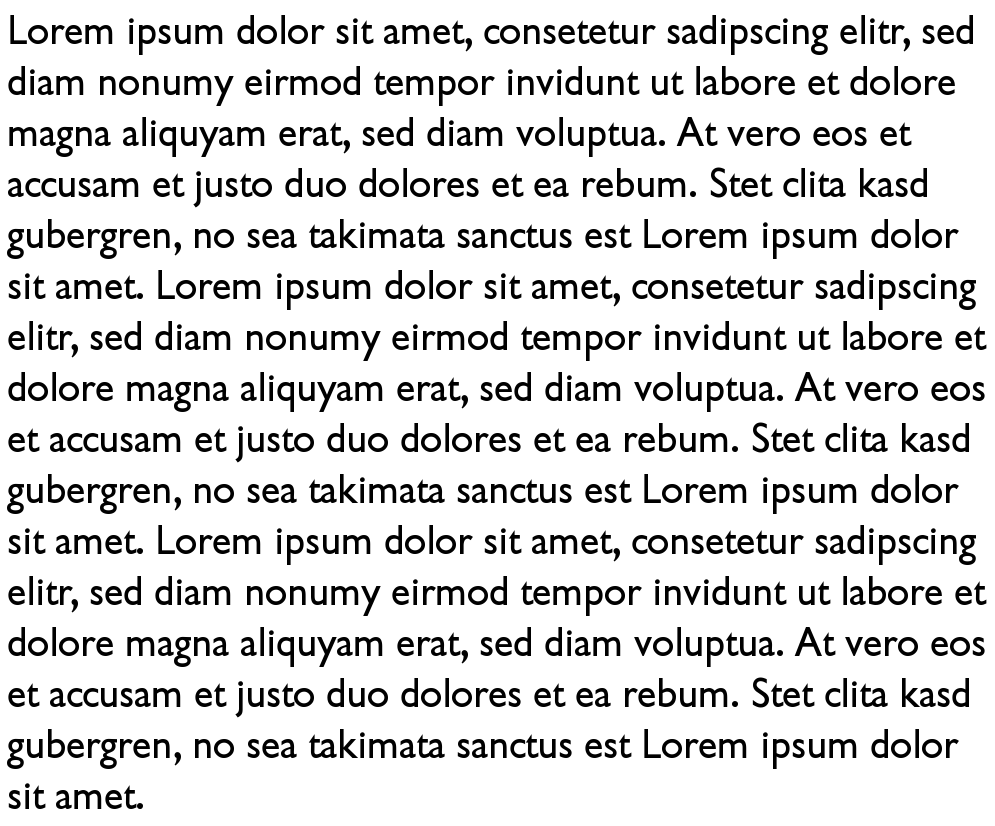 Lorem ipsum dolor sit amet, consetetur sadipscing elitr, sed
diam nonumy eirmod tempor invidunt ut labore et dolore
magna aliquyam erat, sed diam voluptua. At vero eos et
accusam et justo duo dolores et ea rebum. Stet clita kasd
gubergren, no sea takimata sanctus est Lorem ipsum dolor
sit amet. Lorem ipsum dolor sit amet, consetetur sadipscing
elitr, sed diam nonumy eirmod tempor invidunt ut labore et
dolore magna aliquyam erat, sed diam voluptua. At vero eos
et accusam et justo duo dolores et ea rebum. Stet clita kasd
gubergren, no sea takimata sanctus est Lorem ipsum dolor
sit amet. Lorem ipsum dolor sit amet, consetetur sadipscing
elitr, sed diam nonumy eirmod tempor invidunt ut labore et
dolore magna aliquyam erat, sed diam voluptua. At vero eos
et accusam et justo duo dolores et ea rebum. Stet clita kasd
gubergren, no sea takimata sanctus est Lorem ipsum dolor
sit amet.